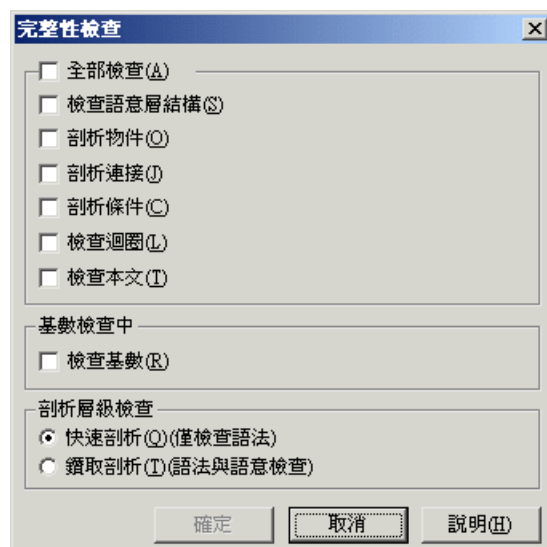 完整性檢查
全部檢查(A)
檢查語意層結構(S)
剖析物件(O)
剖析連接(J)
剖析條件(C)
檢查迴圈(L)
檢查本文(T)
基數檢查中
檢查基數(R)
剖析層級檢查
快速剖析(Q)(僅檢查語法)
鑽取剖析(T)(語法與語意檢查)
確定
取消
說明(H)